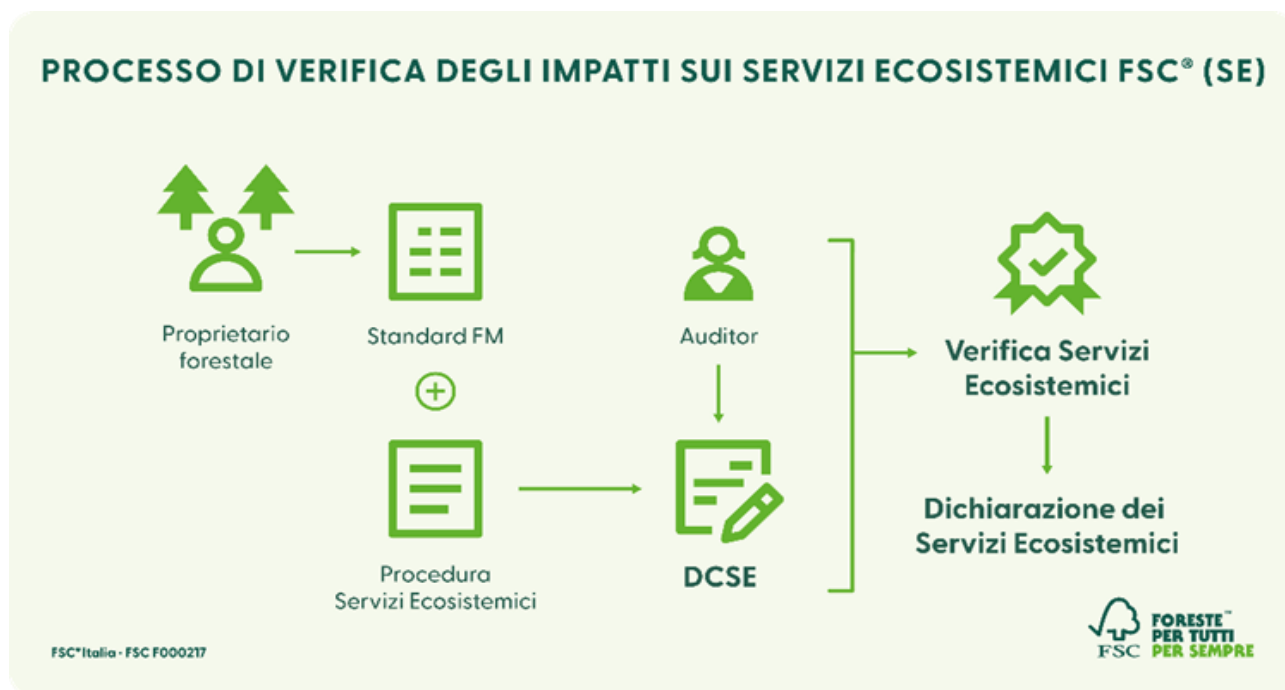 PROCESSO DI VERIFICA DEGLI IMPATTI SUI SERVIZI ECOSISTEMICI FSC® (SE)
Proprietario
forestale
Standard FM
Auditor
Verifica Servizi
Ecosistemici
Procedura
Servizi Ecosistemici
DCSE
Dichiarazione dei
Servizi Ecosistemici
FSC®Italia - FSC F000217
FSC
FORESTE™
PER TUTTI
PER SEMPRE